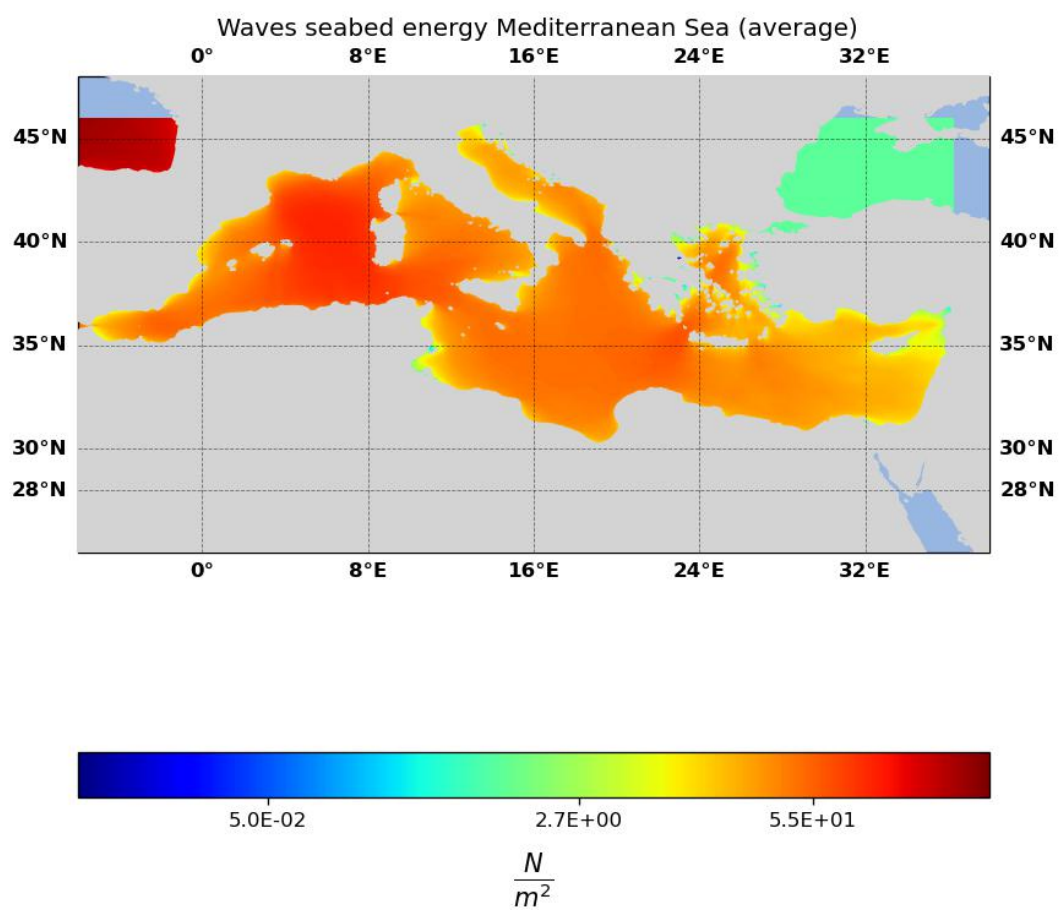 Waves seabed energy Mediterranean Sea (average)
0° 8°E 16°E 24°E 32°E
45°N 45°N
40°N 40°N
35°N 35°N
30°N 30°N
28°N 28°N
0° 8°E 16°E 24°E 32°E
5.0E-02 2.7E+00 5.5E+01
N
m²